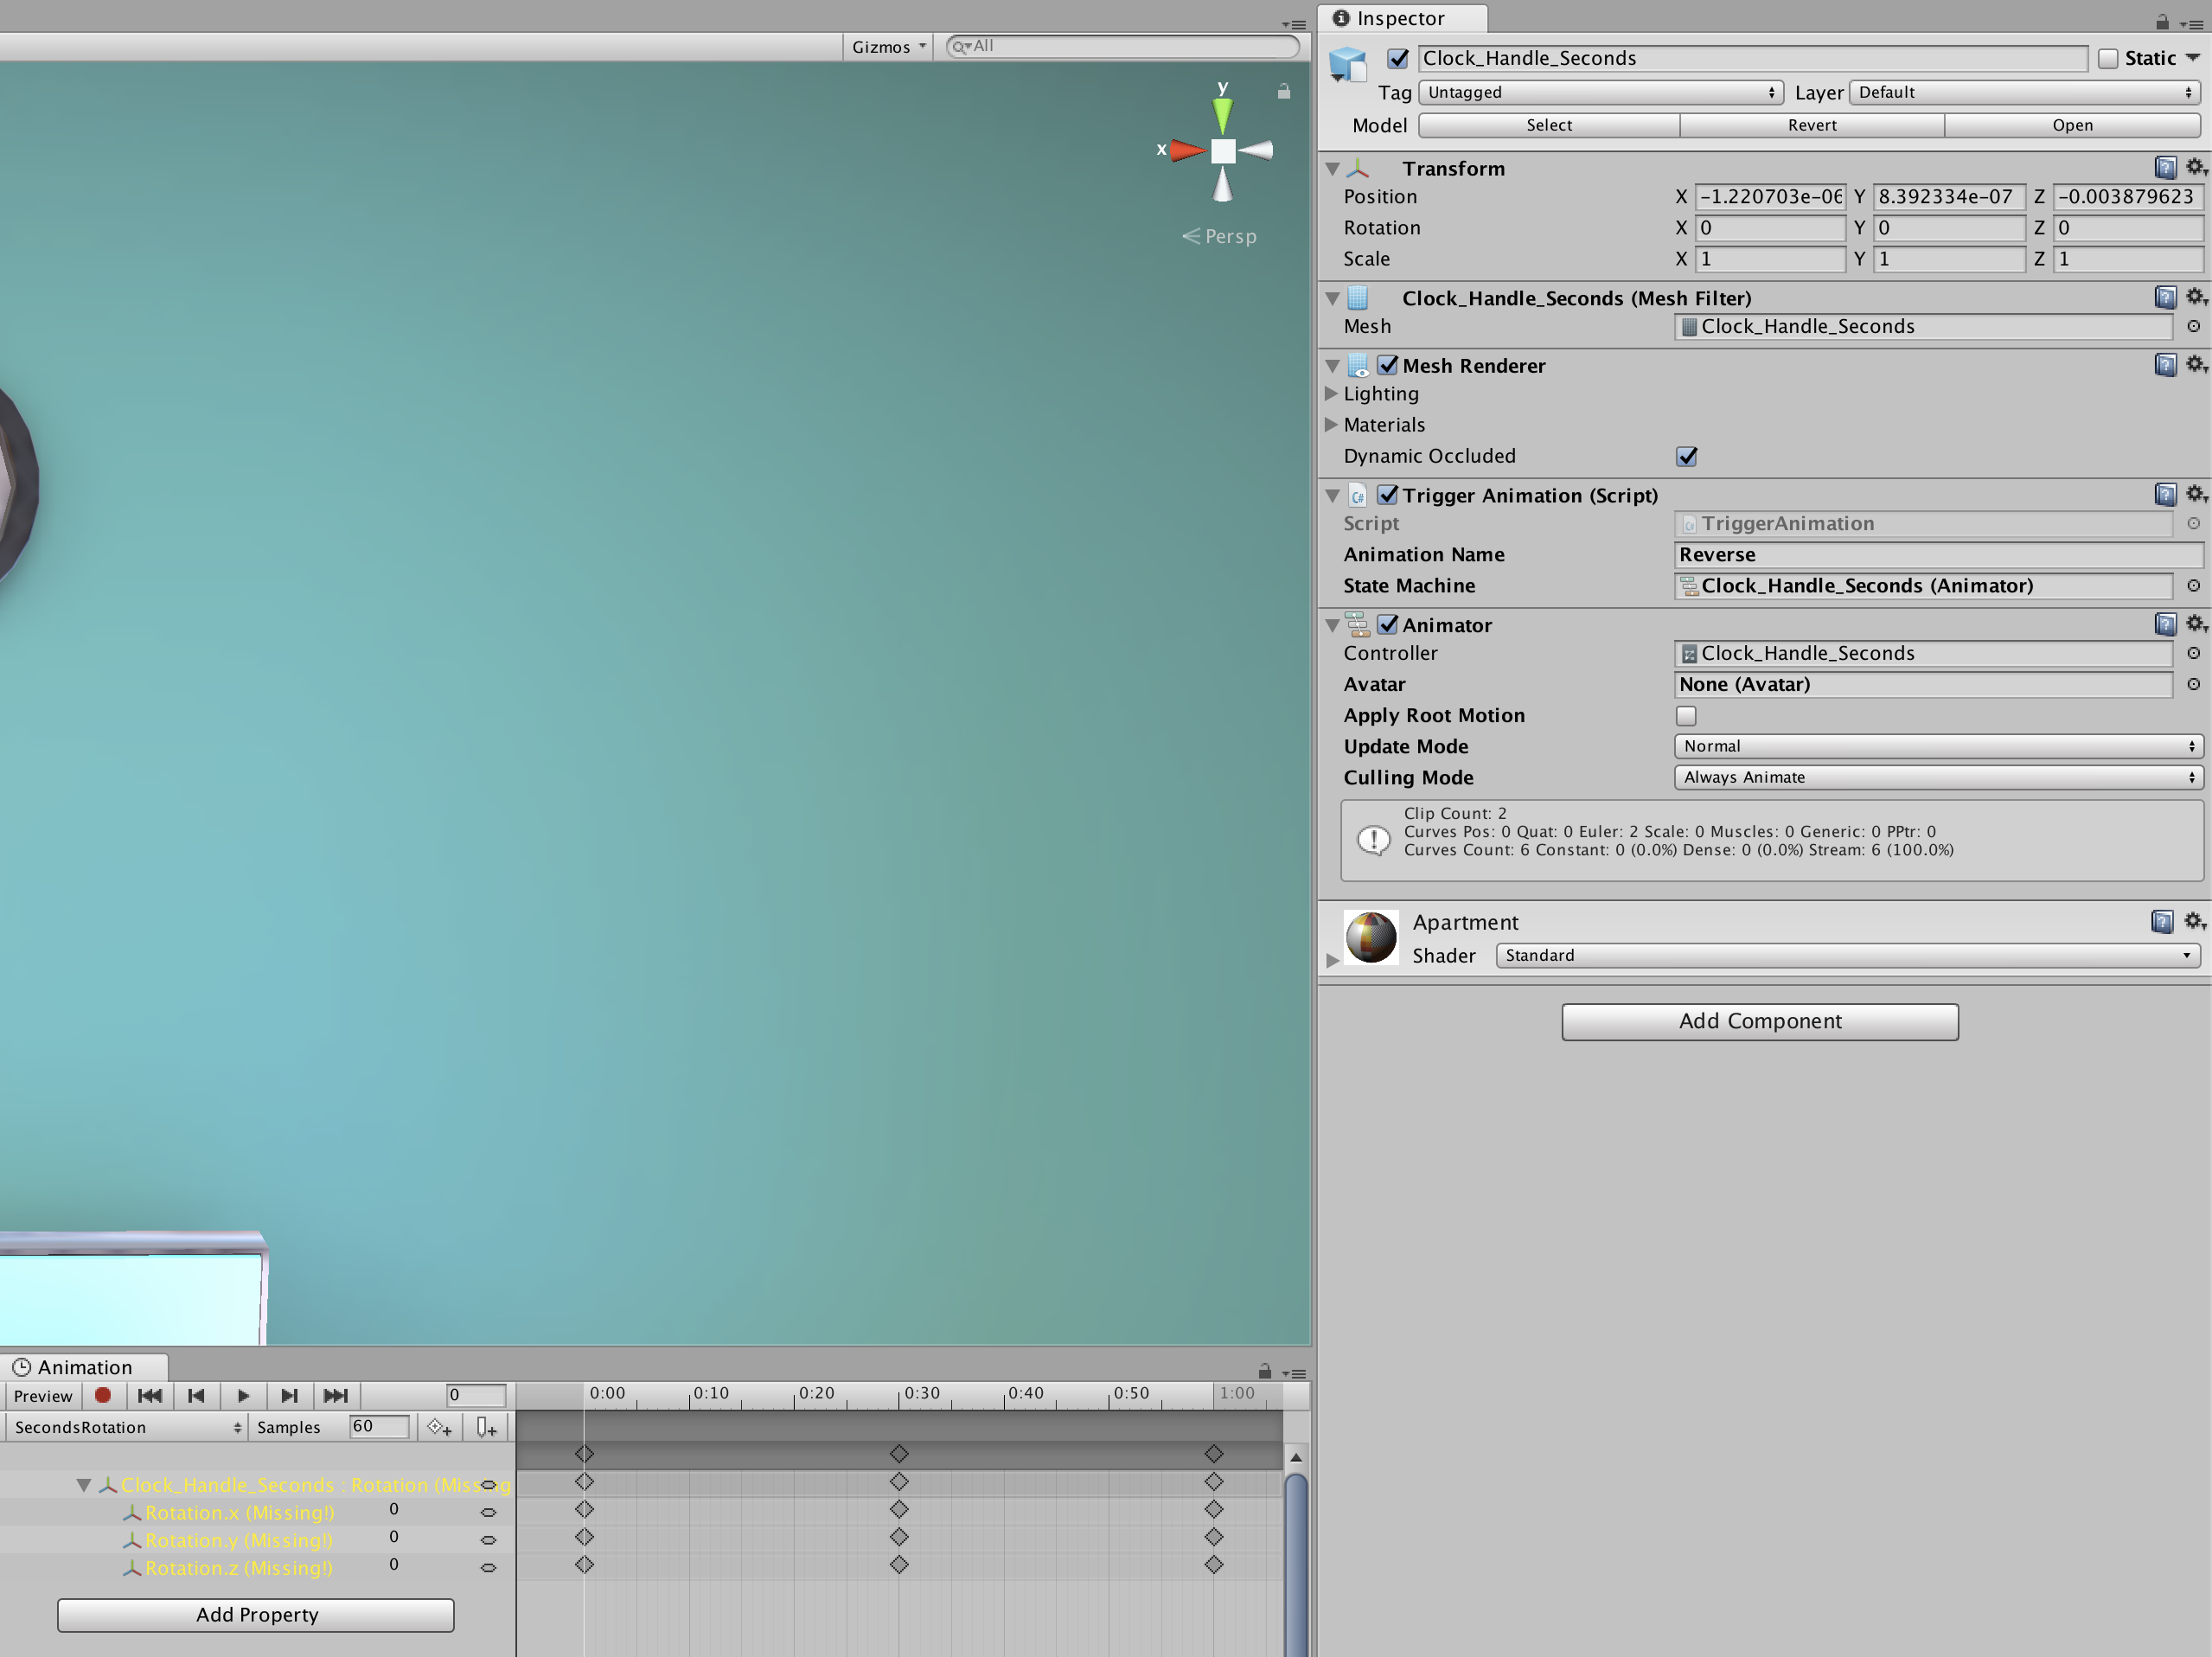 Inspector
Gizmos
All
Clock_Handle_Seconds
Static
Tag Untagged Layer Default
Model Select Revert Open
y
x
Persp
Transform
Position X -1.220703e-06 Y 8.392334e-07 Z -0.003879623
Rotation X 0 Y 0 Z 0
Scale X 1 Y 1 Z 1
Clock_Handle_Seconds (Mesh Filter)
Mesh Clock_Handle_Seconds
Mesh Renderer
Lighting
Materials
Dynamic Occluded
Trigger Animation (Script)
Script TriggerAnimation
Animation Name Reverse
State Machine Clock_Handle_Seconds (Animator)
Animator
Controller Clock_Handle_Seconds
Avatar None (Avatar)
Apply Root Motion
Update Mode Normal
Culling Mode Always Animate
Clip Count: 2
Curves Pos: 0 Quat: 0 Euler: 2 Scale: 0 Muscles: 0 Generic: 0 PPtr: 0
Curves Count: 6 Constant: 0 (0.0%) Dense: 0 (0.0%) Stream: 6 (100.0%)
Apartment
Shader Standard
Add Component
Animation
Preview 0 0:00 0:10 0:20 0:30 0:40 0:50 1:00
SecondsRotation Samples 60
Clock_Handle_Seconds : Rotation (Missing
Rotation.x (Missing!) 0
Rotation.y (Missing!) 0
Rotation.z (Missing!) 0
Add Property